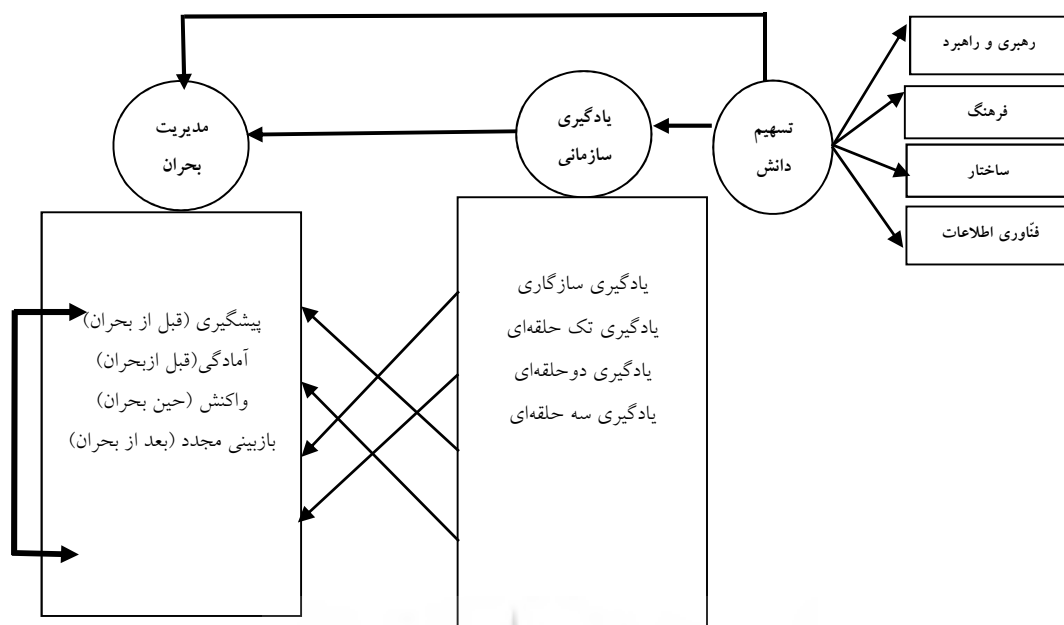 رهبری و راهبرد
فرهنگ
ساختار
فنّاوری اطلاعات
تسهیم
دانش
یادگیری
سازمانی
مدیریت
بحران
یادگیری سازگاری
یادگیری تک حلقه‌ای
یادگیری دوحلقه‌ای
یادگیری سه حلقه‌ای
پیشگیری (قبل از بحران)
آمادگی(قبل ازبحران)
واکنش (حین بحران)
بازبینی مجدد (بعد از بحران)